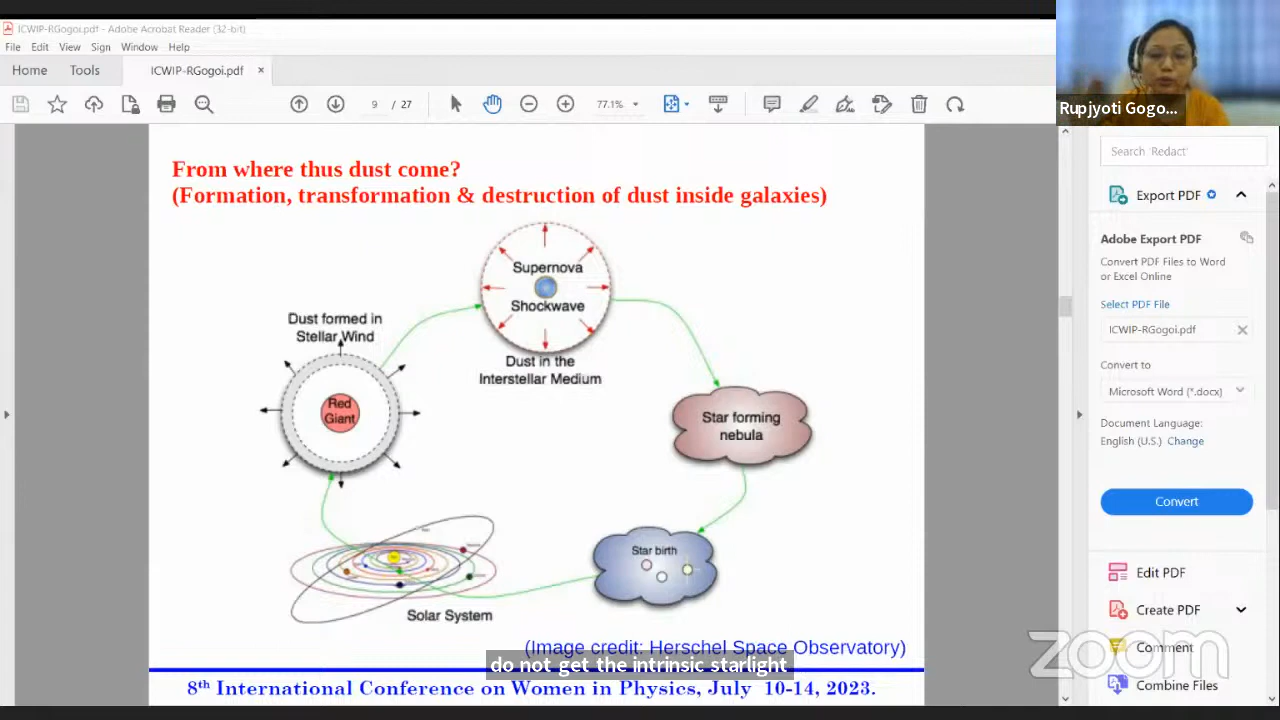 ICWIP-RGogoi.pdf - Adobe Acrobat Reader (32-bit)
File Edit View Sign Window Help
Home Tools ICWIP-RGogoi.pdf ×
9 / 27 77.1%
Rupjyoti Gogo...
From where thus dust come?
(Formation, transformation & destruction of dust inside galaxies)
Supernova
Shockwave
Dust in the
Interstellar Medium
Dust formed in
Stellar Wind
Red
Giant
Star forming
nebula
Star birth
Solar System
(Image credit: Herschel Space Observatory)
do not get the intrinsic starlight
8th International Conference on Women in Physics, July 10-14, 2023.
Search 'Redact'
Export PDF
Adobe Export PDF
Convert PDF Files to Word
or Excel Online
Select PDF File
ICWIP-RGogoi.pdf
Convert to
Microsoft Word (*.docx)
Document Language:
English (U.S.) Change
Convert
Edit PDF
Create PDF
Comment
Combine Files
zoom